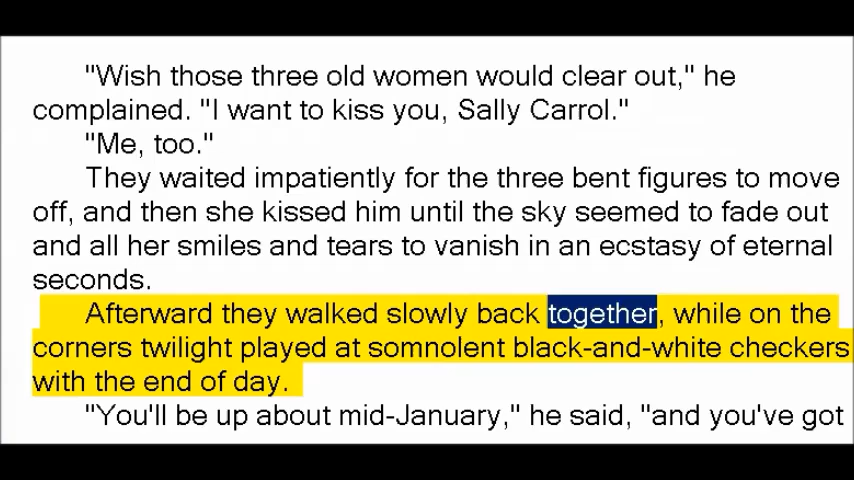 "Wish those three old women would clear out," he
complained. "I want to kiss you, Sally Carrol."
"Me, too."
They waited impatiently for the three bent figures to move
off, and then she kissed him until the sky seemed to fade out
and all her smiles and tears to vanish in an ecstasy of eternal
seconds.
Afterward they walked slowly back together, while on the
corners twilight played at somnolent black-and-white checkers
with the end of day.
"You'll be up about mid-January," he said, "and you've got